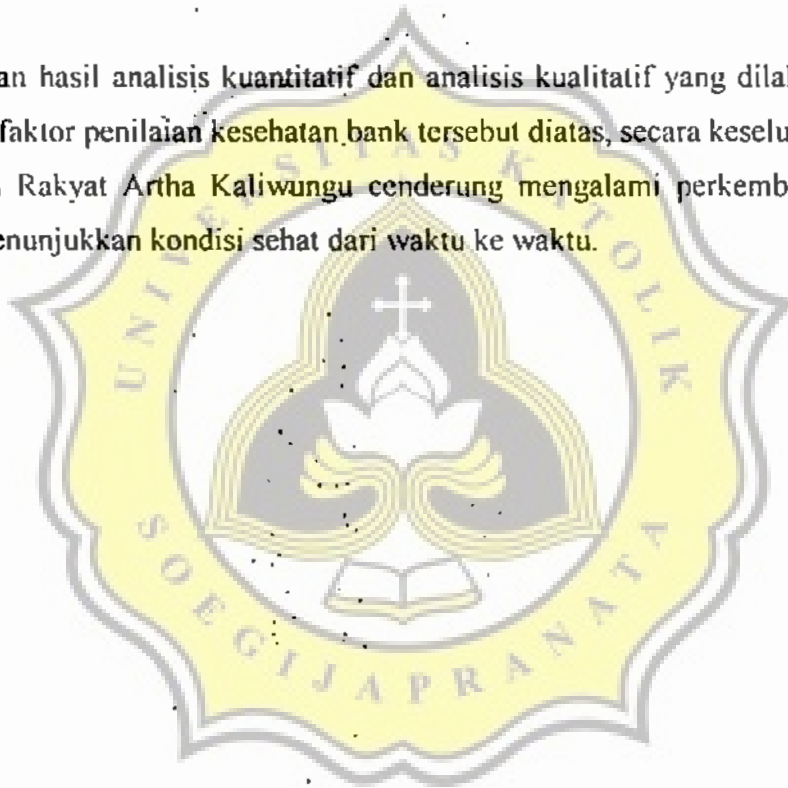 an hasil analisis kuantitatif dan analisis kualitatif yang dilal
faktor penilaian kesehatan bank tersebut diatas, secara keselu
Rakyat Artha Kaliwungu cenderung mengalami perkemb
enunjukkan kondisi sehat dari waktu ke waktu.
UNIVERSITAS KATOLIK
SOEGIJAPRANATA